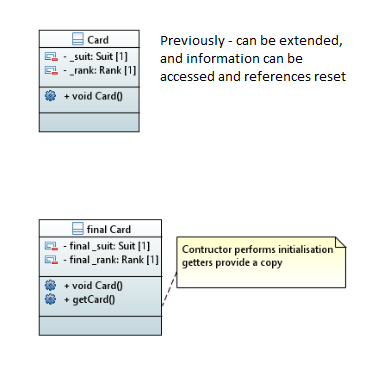 Card
- _suit: Suit [1]
- _rank: Rank [1]
+ void Card()
Previously - can be extended,
and information can be
accessed and references reset
final Card
- final _suit: Suit [1]
- final _rank: Rank [1]
+ void Card()
+ getCard()
Contructor performs initialisation
getters provide a copy